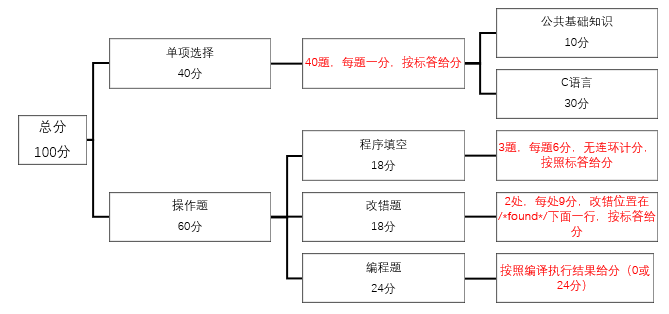 总分
100分
单项选择
40分
40题，每题一分，按标答给分
公共基础知识
10分
C语言
30分
操作题
60分
程序填空
18分
3题，每题6分，无连环计分，
按照标答给分
改错题
18分
2处，每处9分，改错位置在
/*found*/下面一行，按标答给
分
编程题
24分
按照编译执行结果给分（0或
24分）